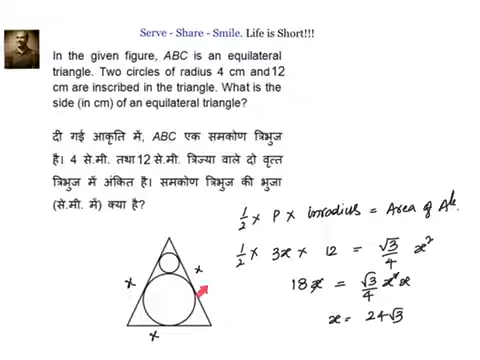 Serve - Share - Smile. Life is Short!!!
In the given figure, ABC is an equilateral
triangle. Two circles of radius 4 cm and 12
cm are inscribed in the triangle. What is the
side (in cm) of an equilateral triangle?
दी गई आकृति में, ABC एक समकोण त्रिभुज
है। 4 से.मी. तथा 12 से.मी. त्रिज्या वाले दो वृत्त
त्रिभुज में अंकित है। समकोण त्रिभुज की भुजा
(से.मी. में) क्या है?
1/2 × P × inradius = Area of Δle.
1/2 × 3x × 12 = √3/4 x²
18x = √3/4 x² x
x = 24√3
x x
x